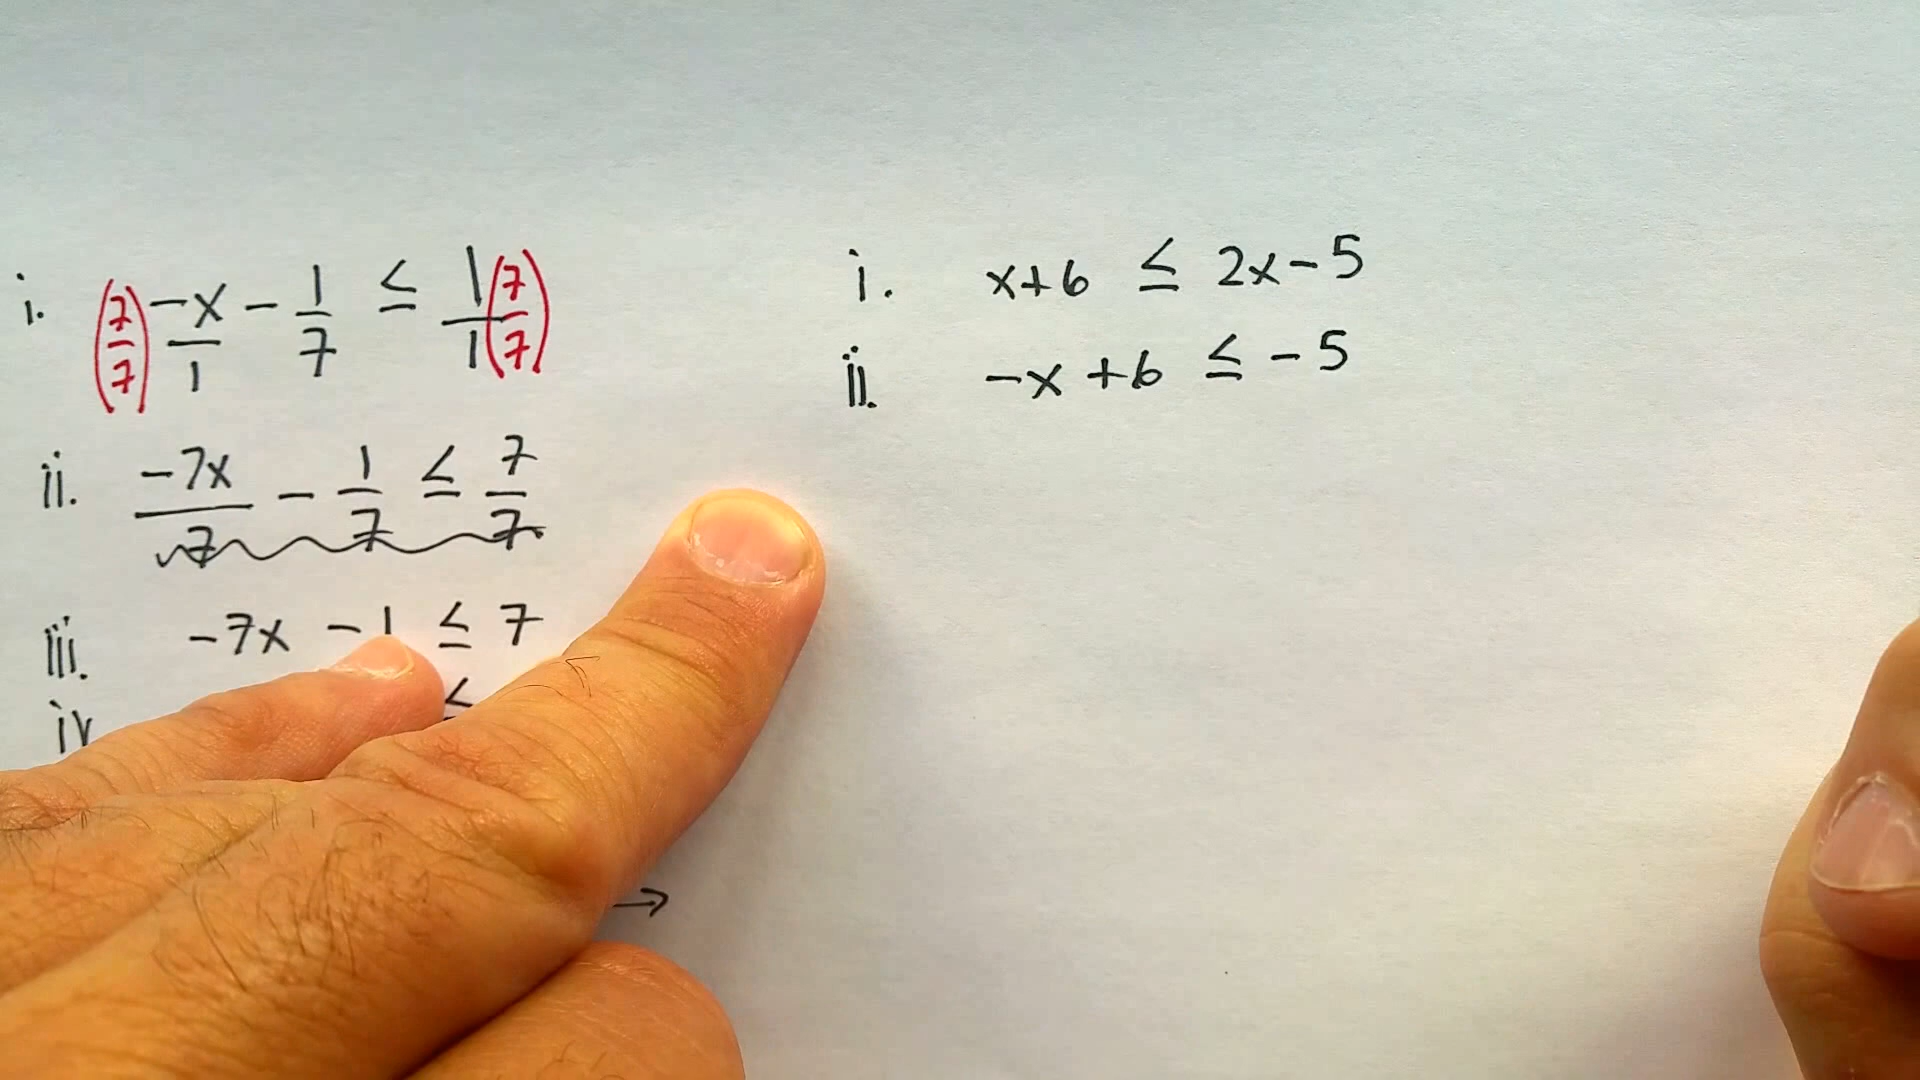 i. (7/7) -x/1 - 1/7 ≤ 1/1 (7/7)
ii. -7x/7 - 1/7 ≤ 7/7
iii. -7x - 1 ≤ 7
iv ≤
→
i. x+6 ≤ 2x-5
ii. -x+6 ≤ -5